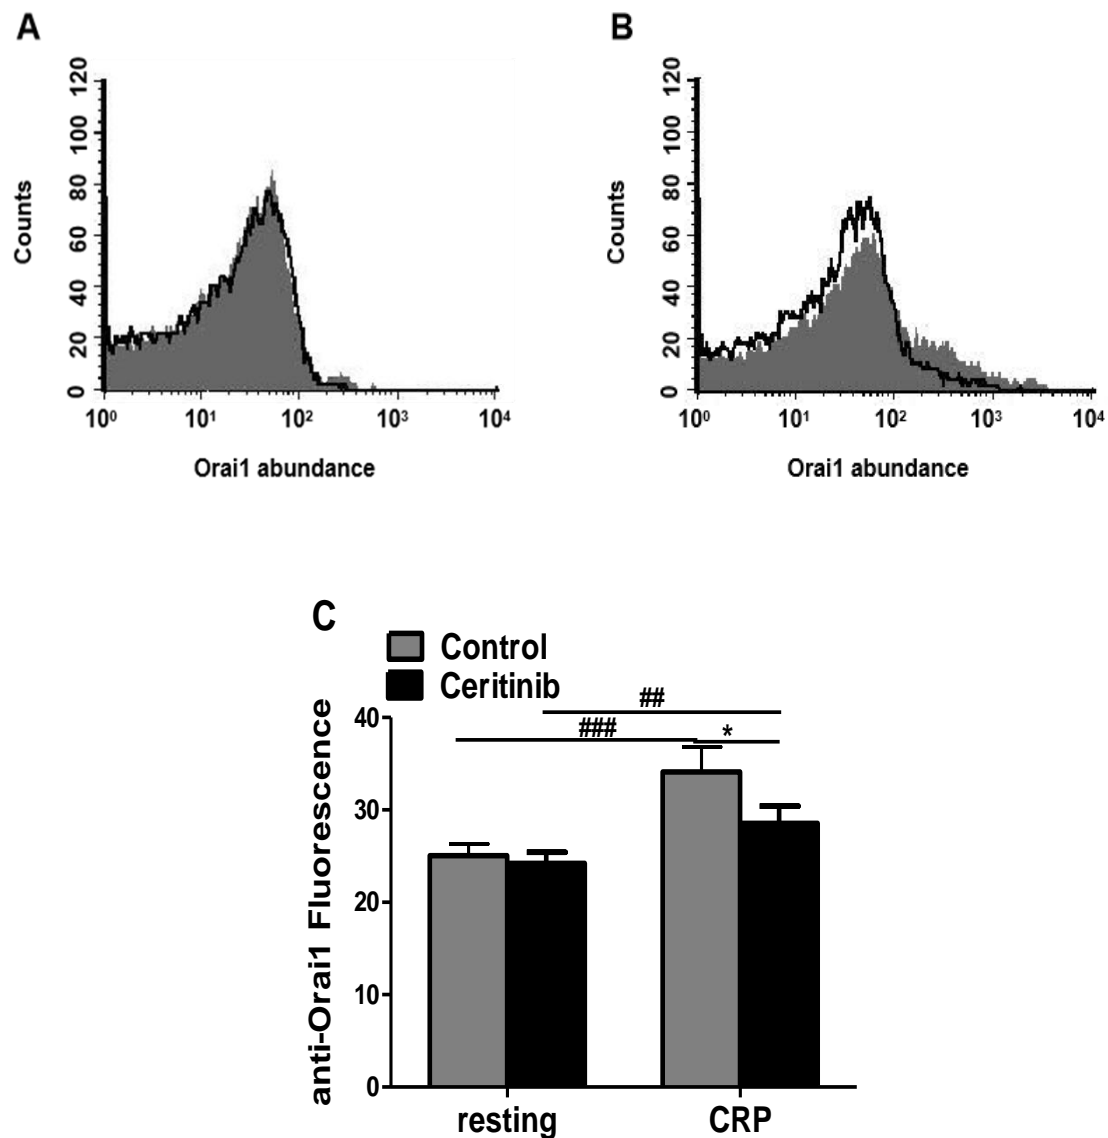 A
120
100
80
60
40
20
0
Counts
10⁰ 10¹ 10² 10³ 10⁴
Orai1 abundance
B
120
100
80
60
40
20
0
Counts
10⁰ 10¹ 10² 10³ 10⁴
Orai1 abundance
C
Control
Ceritinib
##
###
*
anti-Orai1 Fluorescence
40
30
20
10
0
resting CRP